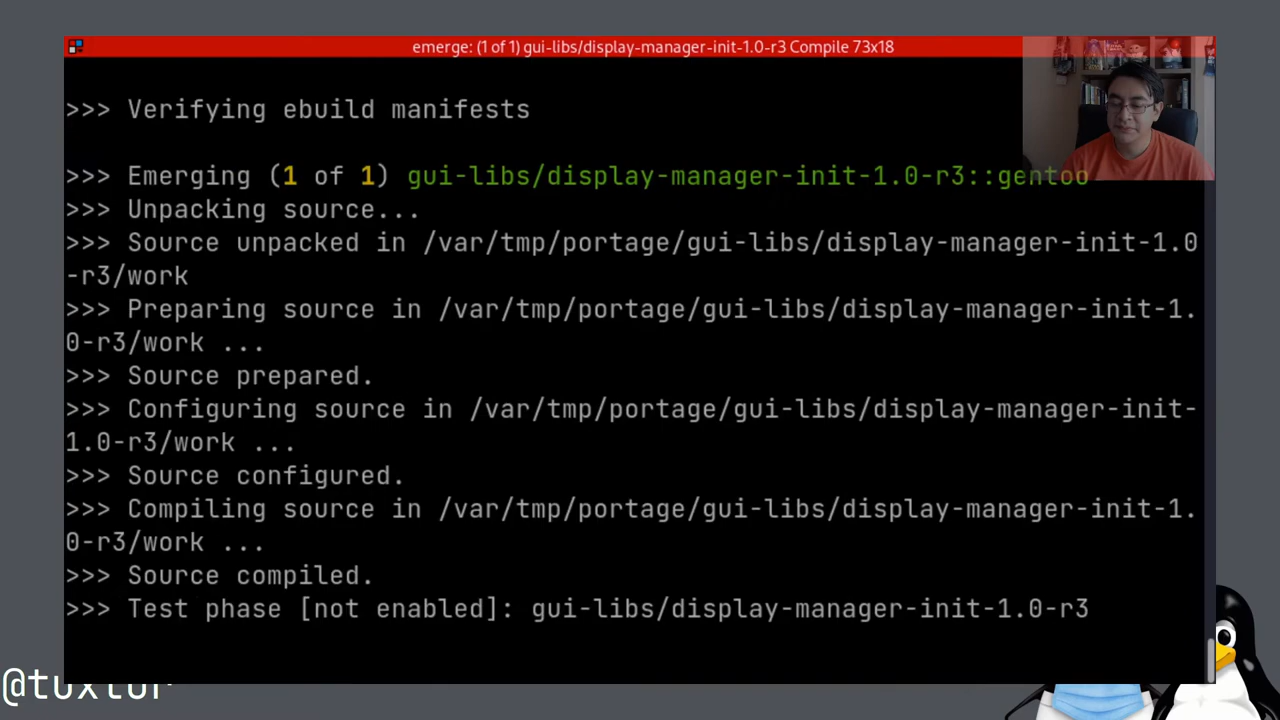 emerge: (1 of 1) gui-libs/display-manager-init-1.0-r3 Compile 73x18
>>> Verifying ebuild manifests
>>> Emerging (1 of 1) gui-libs/display-manager-init-1.0-r3::gentoo
>>> Unpacking source...
>>> Source unpacked in /var/tmp/portage/gui-libs/display-manager-init-1.0
-r3/work
>>> Preparing source in /var/tmp/portage/gui-libs/display-manager-init-1.
0-r3/work ...
>>> Source prepared.
>>> Configuring source in /var/tmp/portage/gui-libs/display-manager-init-
1.0-r3/work ...
>>> Source configured.
>>> Compiling source in /var/tmp/portage/gui-libs/display-manager-init-1.
0-r3/work ...
>>> Source compiled.
>>> Test phase [not enabled]: gui-libs/display-manager-init-1.0-r3